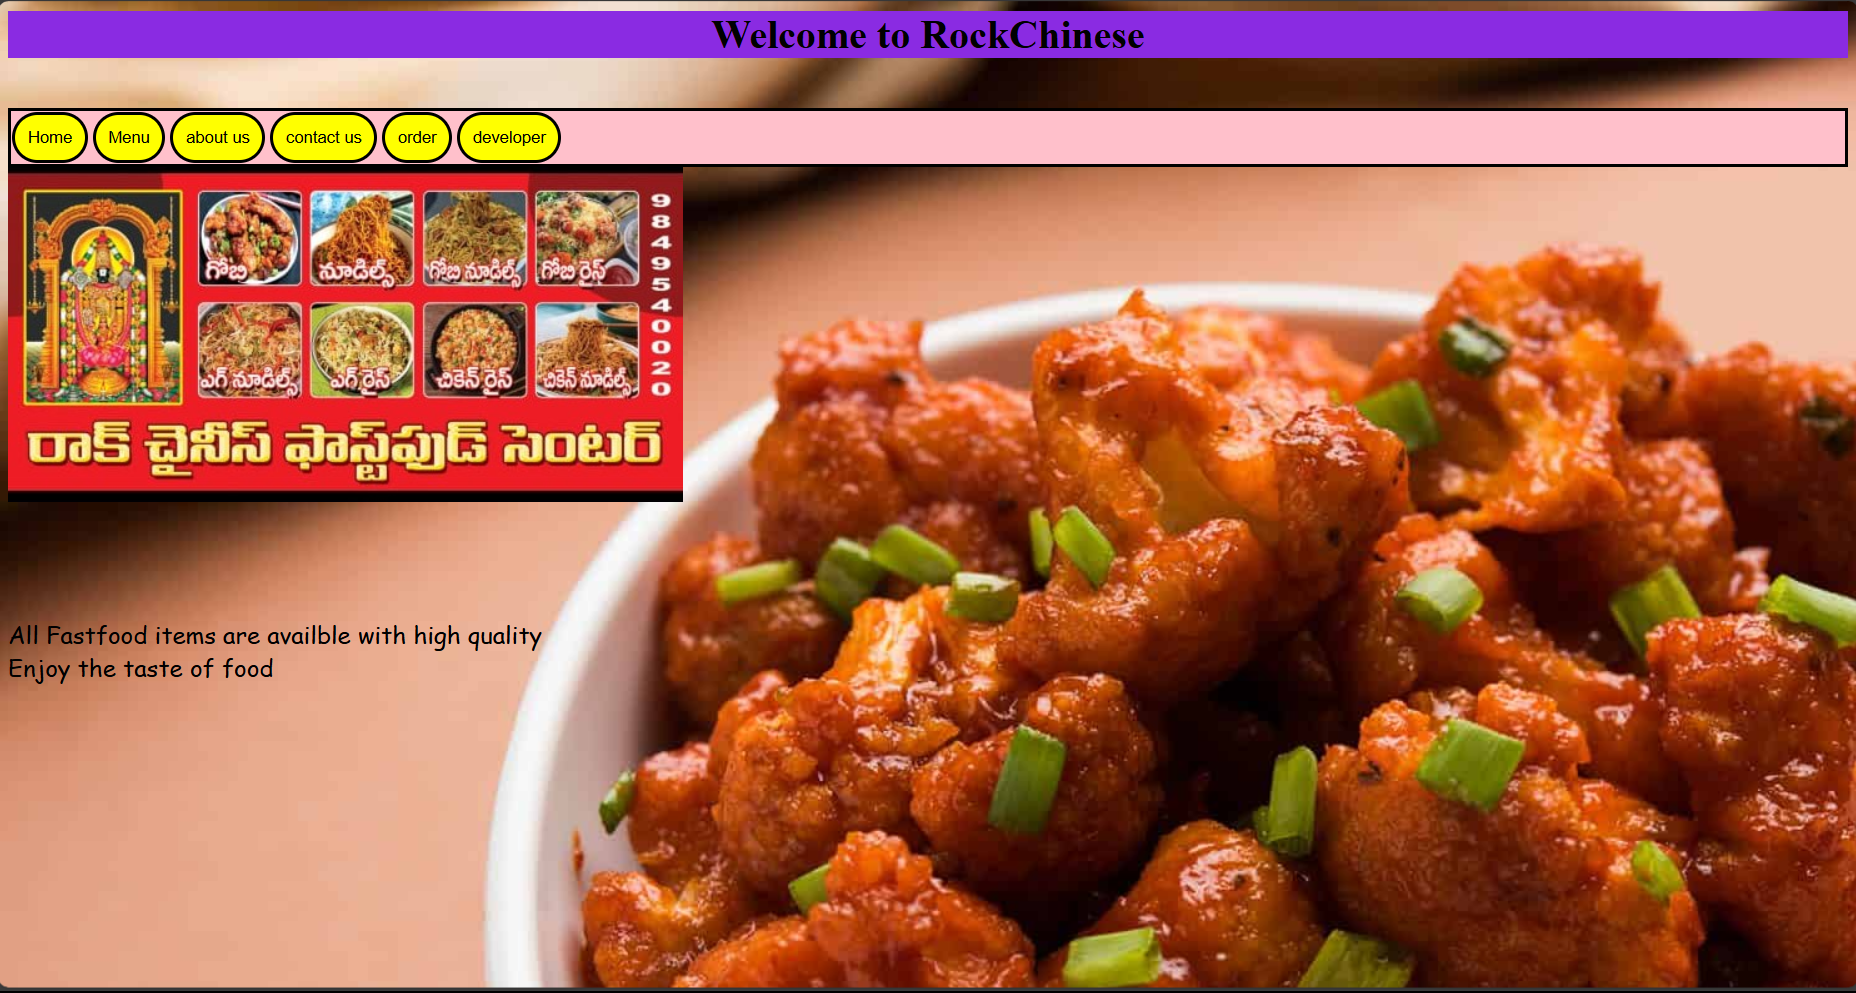 Welcome to RockChinese
Home Menu about us contact us order developer
గోబి నూడిల్స్ గోబి నూడిల్స్ గోబి రైస్
ఎగ్ నూడిల్స్ ఎగ్ రైస్ చికెన్ రైస్ చికెన్ నూడిల్స్
9849540020
రాక్ చైనీస్ ఫాస్ట్‌ఫుడ్ సెంటర్
All Fastfood items are availble with high quality
Enjoy the taste of food